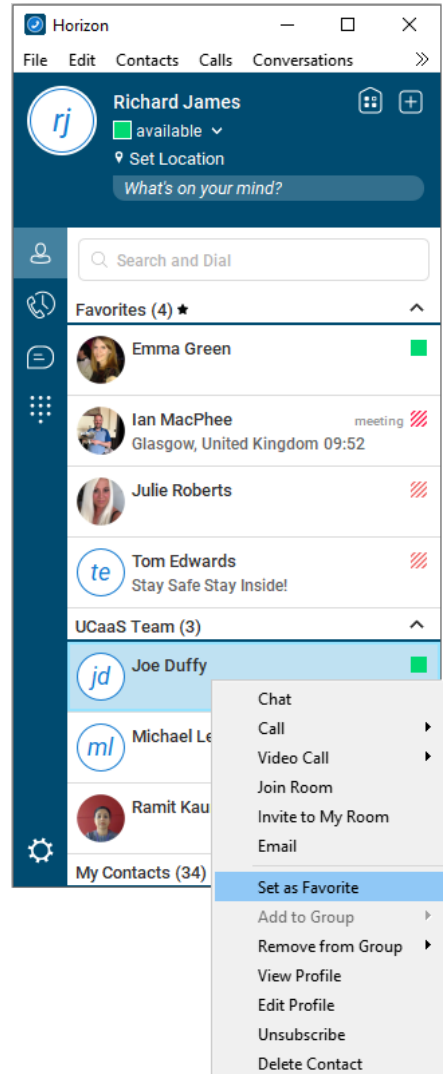 Horizon
File Edit Contacts Calls Conversations
rj
Richard James
available
Set Location
What's on your mind?
Search and Dial
Favorites (4)
Emma Green
Ian MacPhee meeting
Glasgow, United Kingdom 09:52
Julie Roberts
te
Tom Edwards
Stay Safe Stay Inside!
UCaaS Team (3)
jd
Joe Duffy
ml
Michael Le
Ramit Kau
My Contacts (34)
Chat
Call
Video Call
Join Room
Invite to My Room
Email
Set as Favorite
Add to Group
Remove from Group
View Profile
Edit Profile
Unsubscribe
Delete Contact